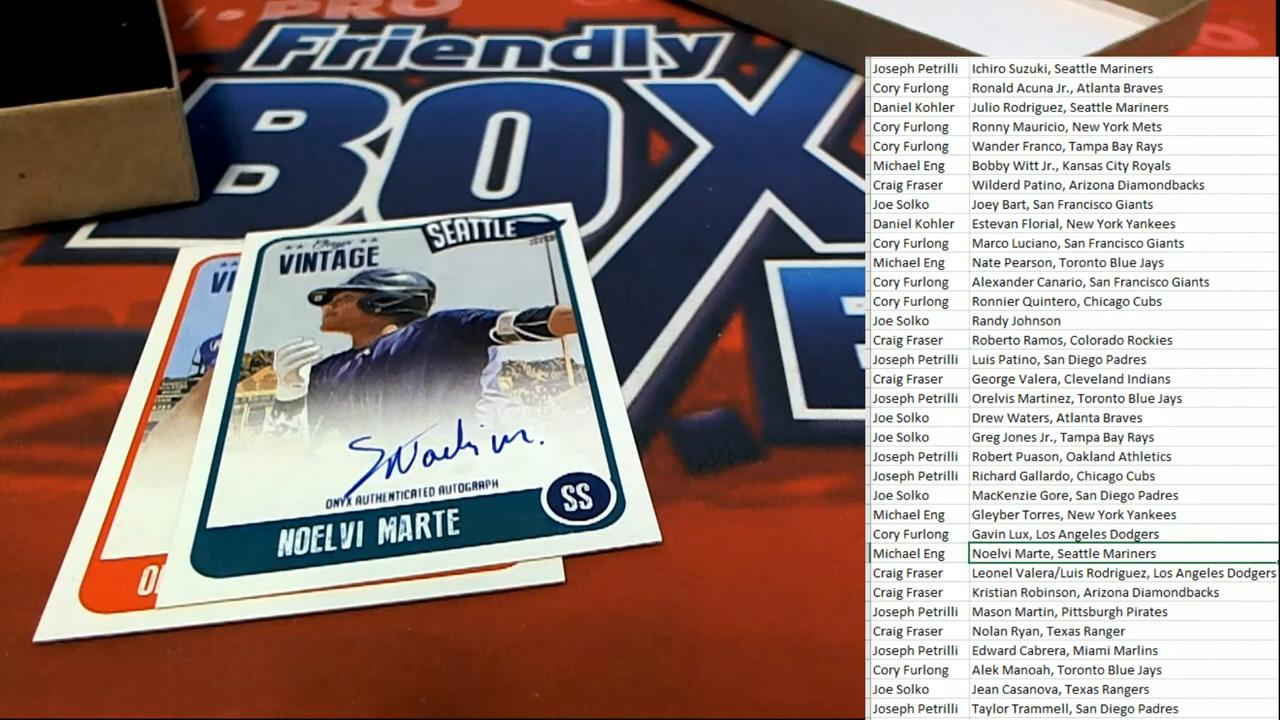 PRO
Friendly
BOX
SEATTLE
Onyx
VINTAGE
VI
ONYX AUTHENTICATED AUTOGRAPH
NOELVI MARTE
SS
Joseph Petrilli Ichiro Suzuki, Seattle Mariners
Cory Furlong Ronald Acuna Jr., Atlanta Braves
Daniel Kohler Julio Rodriguez, Seattle Mariners
Cory Furlong Ronny Mauricio, New York Mets
Cory Furlong Wander Franco, Tampa Bay Rays
Michael Eng Bobby Witt Jr., Kansas City Royals
Craig Fraser Wilderd Patino, Arizona Diamondbacks
Joe Solko Joey Bart, San Francisco Giants
Daniel Kohler Estevan Florial, New York Yankees
Cory Furlong Marco Luciano, San Francisco Giants
Michael Eng Nate Pearson, Toronto Blue Jays
Cory Furlong Alexander Canario, San Francisco Giants
Cory Furlong Ronnier Quintero, Chicago Cubs
Joe Solko Randy Johnson
Craig Fraser Roberto Ramos, Colorado Rockies
Joseph Petrilli Luis Patino, San Diego Padres
Craig Fraser George Valera, Cleveland Indians
Joseph Petrilli Orelvis Martinez, Toronto Blue Jays
Joe Solko Drew Waters, Atlanta Braves
Joe Solko Greg Jones Jr., Tampa Bay Rays
Joseph Petrilli Robert Puason, Oakland Athletics
Joseph Petrilli Richard Gallardo, Chicago Cubs
Joe Solko MacKenzie Gore, San Diego Padres
Michael Eng Gleyber Torres, New York Yankees
Cory Furlong Gavin Lux, Los Angeles Dodgers
Michael Eng Noelvi Marte, Seattle Mariners
Craig Fraser Leonel Valera/Luis Rodriguez, Los Angeles Dodgers
Craig Fraser Kristian Robinson, Arizona Diamondbacks
Joseph Petrilli Mason Martin, Pittsburgh Pirates
Craig Fraser Nolan Ryan, Texas Ranger
Joseph Petrilli Edward Cabrera, Miami Marlins
Cory Furlong Alek Manoah, Toronto Blue Jays
Joe Solko Jean Casanova, Texas Rangers
Joseph Petrilli Taylor Trammell, San Diego Padres